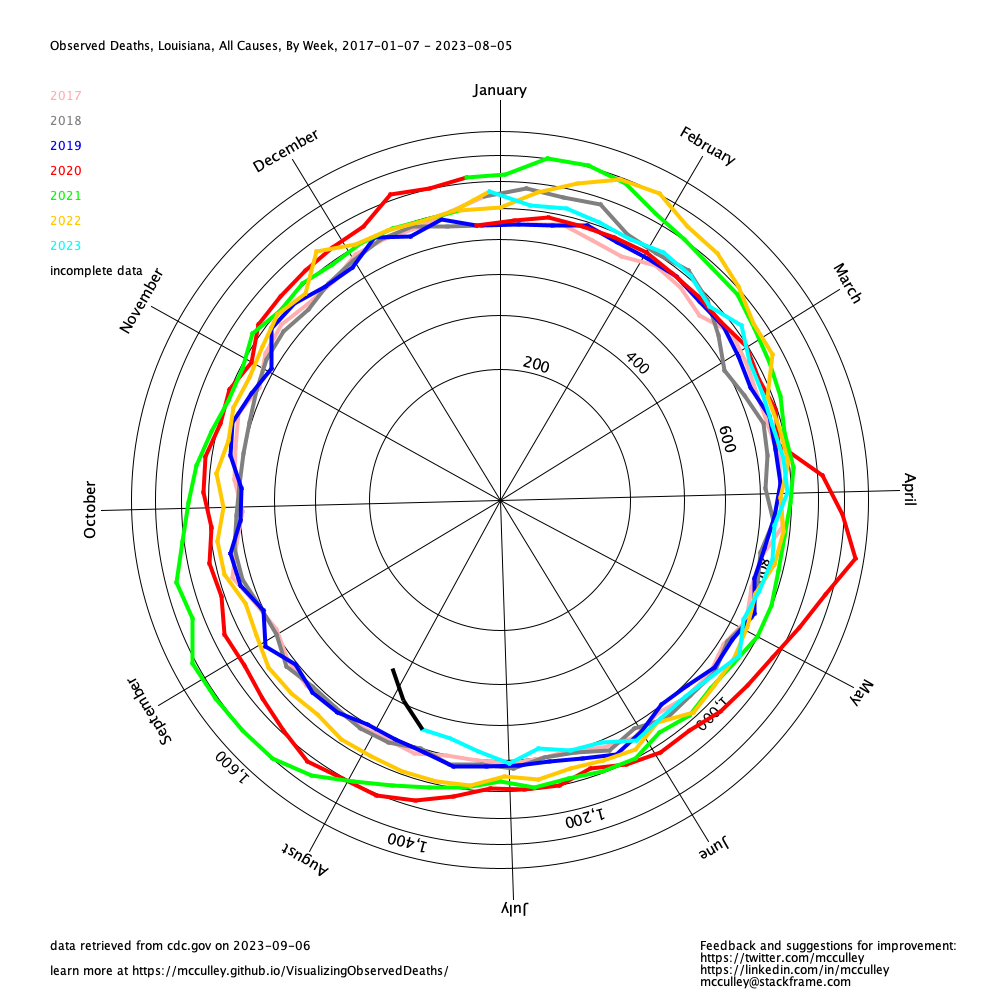 Observed Deaths, Louisiana, All Causes, By Week, 2017-01-07 - 2023-08-05
January
2017
2018
2019
2020
2021
2022
2023
incomplete data
December
February
November
March
200
400
600
800
1,000
1,200
1,400
1,600
October
April
September
May
August
June
July
data retrieved from cdc.gov on 2023-09-06
learn more at https://mcculley.github.io/VisualizingObservedDeaths/
Feedback and suggestions for improvement:
https://twitter.com/mcculley
https://linkedin.com/in/mcculley
mcculley@stackframe.com